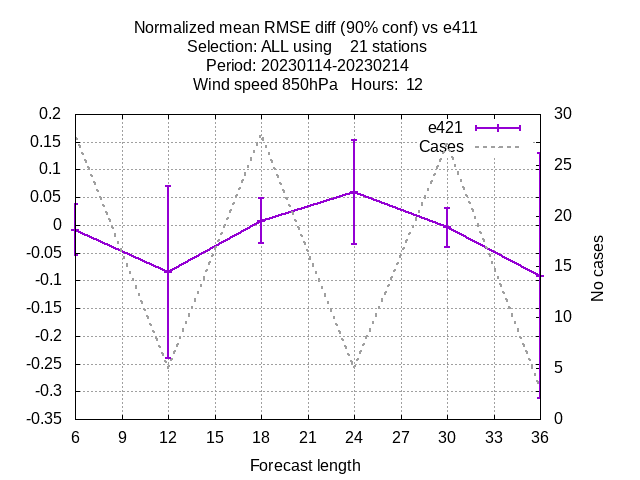 Normalized mean RMSE diff (90% conf) vs e411
Selection: ALL using    21 stations
Period: 20230114-20230214
Wind speed 850hPa   Hours:  12
0.2
0.15
0.1
0.05
0
-0.05
-0.1
-0.15
-0.2
-0.25
-0.3
-0.35
e421
Cases
30
25
20
15
10
5
0
No cases
6 9 12 15 18 21 24 27 30 33 36
Forecast length